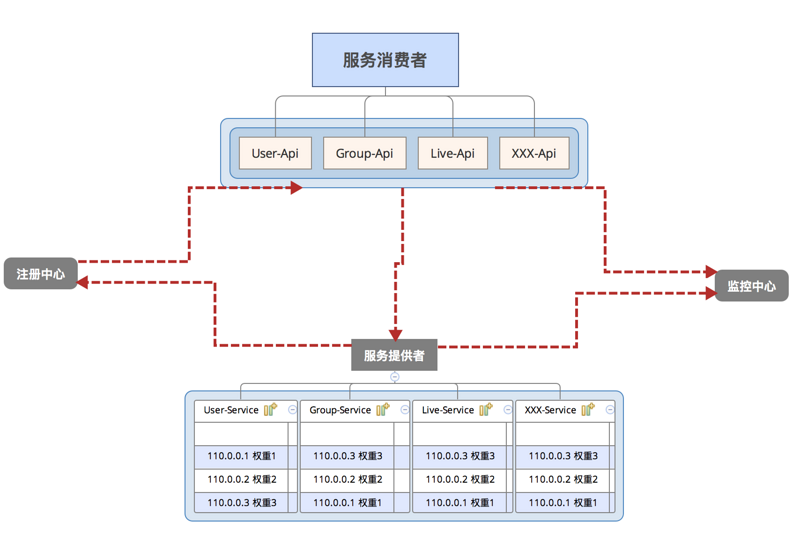 服务消费者
User-Api Group-Api Live-Api XXX-Api
注册中心
监控中心
服务提供者
User-Service Group-Service Live-Service XXX-Service
110.0.0.1 权重1 110.0.0.3 权重3 110.0.0.3 权重3 110.0.0.3 权重3
110.0.0.2 权重2 110.0.0.2 权重2 110.0.0.2 权重2 110.0.0.2 权重2
110.0.0.3 权重3 110.0.0.1 权重1 110.0.0.1 权重1 110.0.0.1 权重1